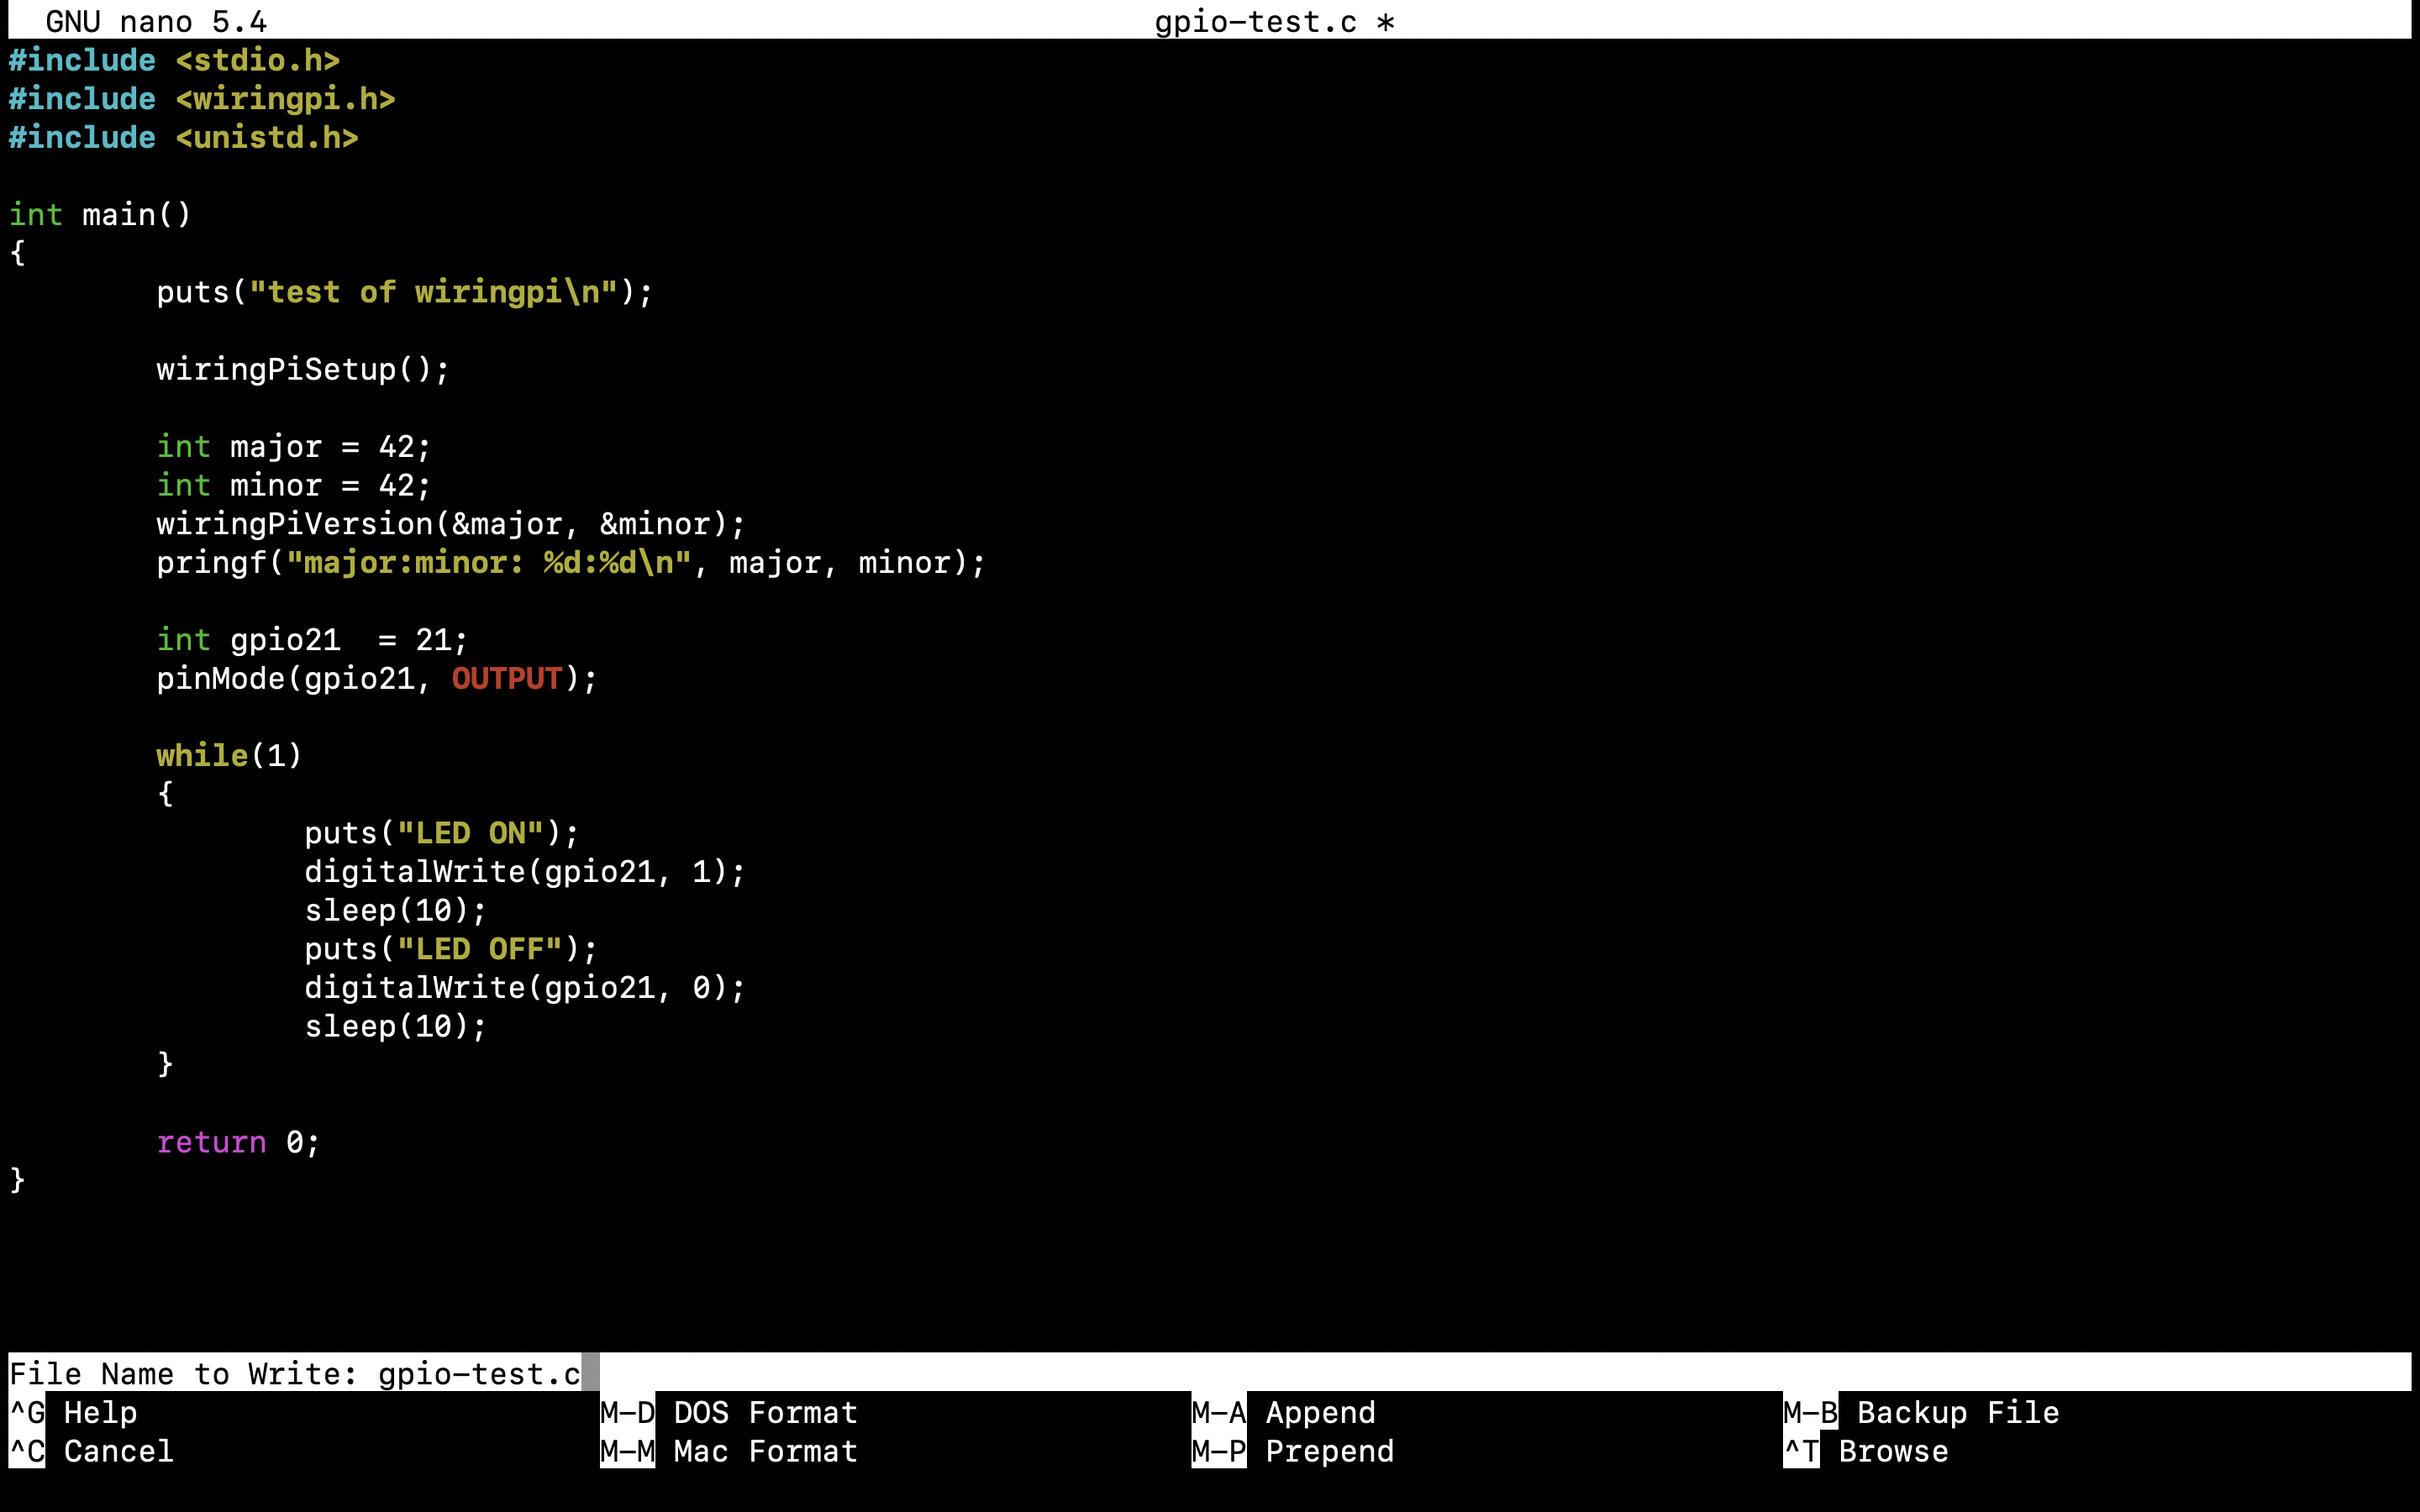 GNU nano 5.4 gpio-test.c *
#include <stdio.h>
#include <wiringpi.h>
#include <unistd.h>
int main()
{
puts("test of wiringpi\n");
wiringPiSetup();
int major = 42;
int minor = 42;
wiringPiVersion(&major, &minor);
pringf("major:minor: %d:%d\n", major, minor);
int gpio21  = 21;
pinMode(gpio21, OUTPUT);
while(1)
{
puts("LED ON");
digitalWrite(gpio21, 1);
sleep(10);
puts("LED OFF");
digitalWrite(gpio21, 0);
sleep(10);
}
return 0;
}
File Name to Write: gpio-test.c
^G Help M-D DOS Format M-A Append M-B Backup File
^C Cancel M-M Mac Format M-P Prepend ^T Browse